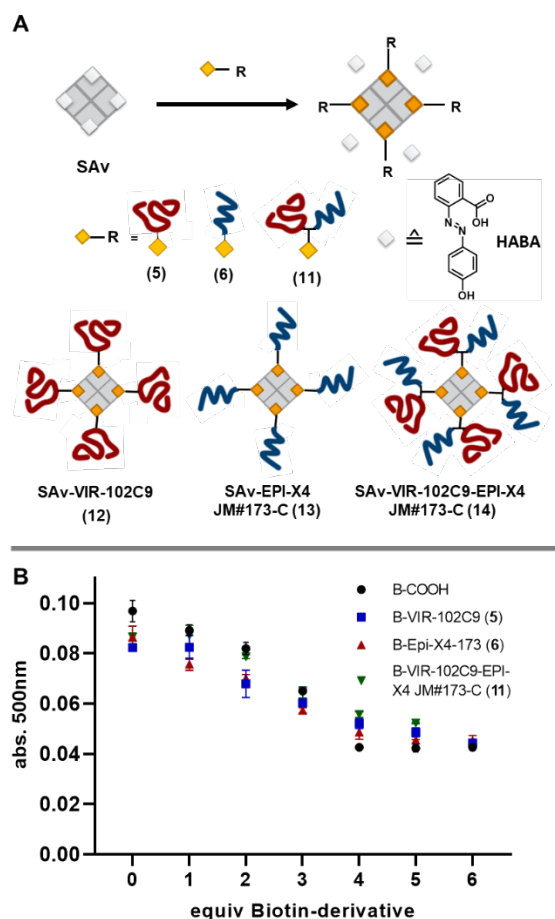 A
R
SAv
R
R
R
R
R =
(5)
(6)
(11)
≙
O
OH
N
N
OH
HABA
SAv-VIR-102C9
(12)
SAv-EPI-X4
JM#173-C (13)
SAv-VIR-102C9-EPI-X4
JM#173-C (14)
B
B-COOH
B-VIR-102C9 (5)
B-Epi-X4-173 (6)
B-VIR-102C9-EPI-
X4 JM#173-C (11)
abs. 500nm
0.10
0.08
0.06
0.04
0.02
0.00
0 1 2 3 4 5 6
equiv Biotin-derivative